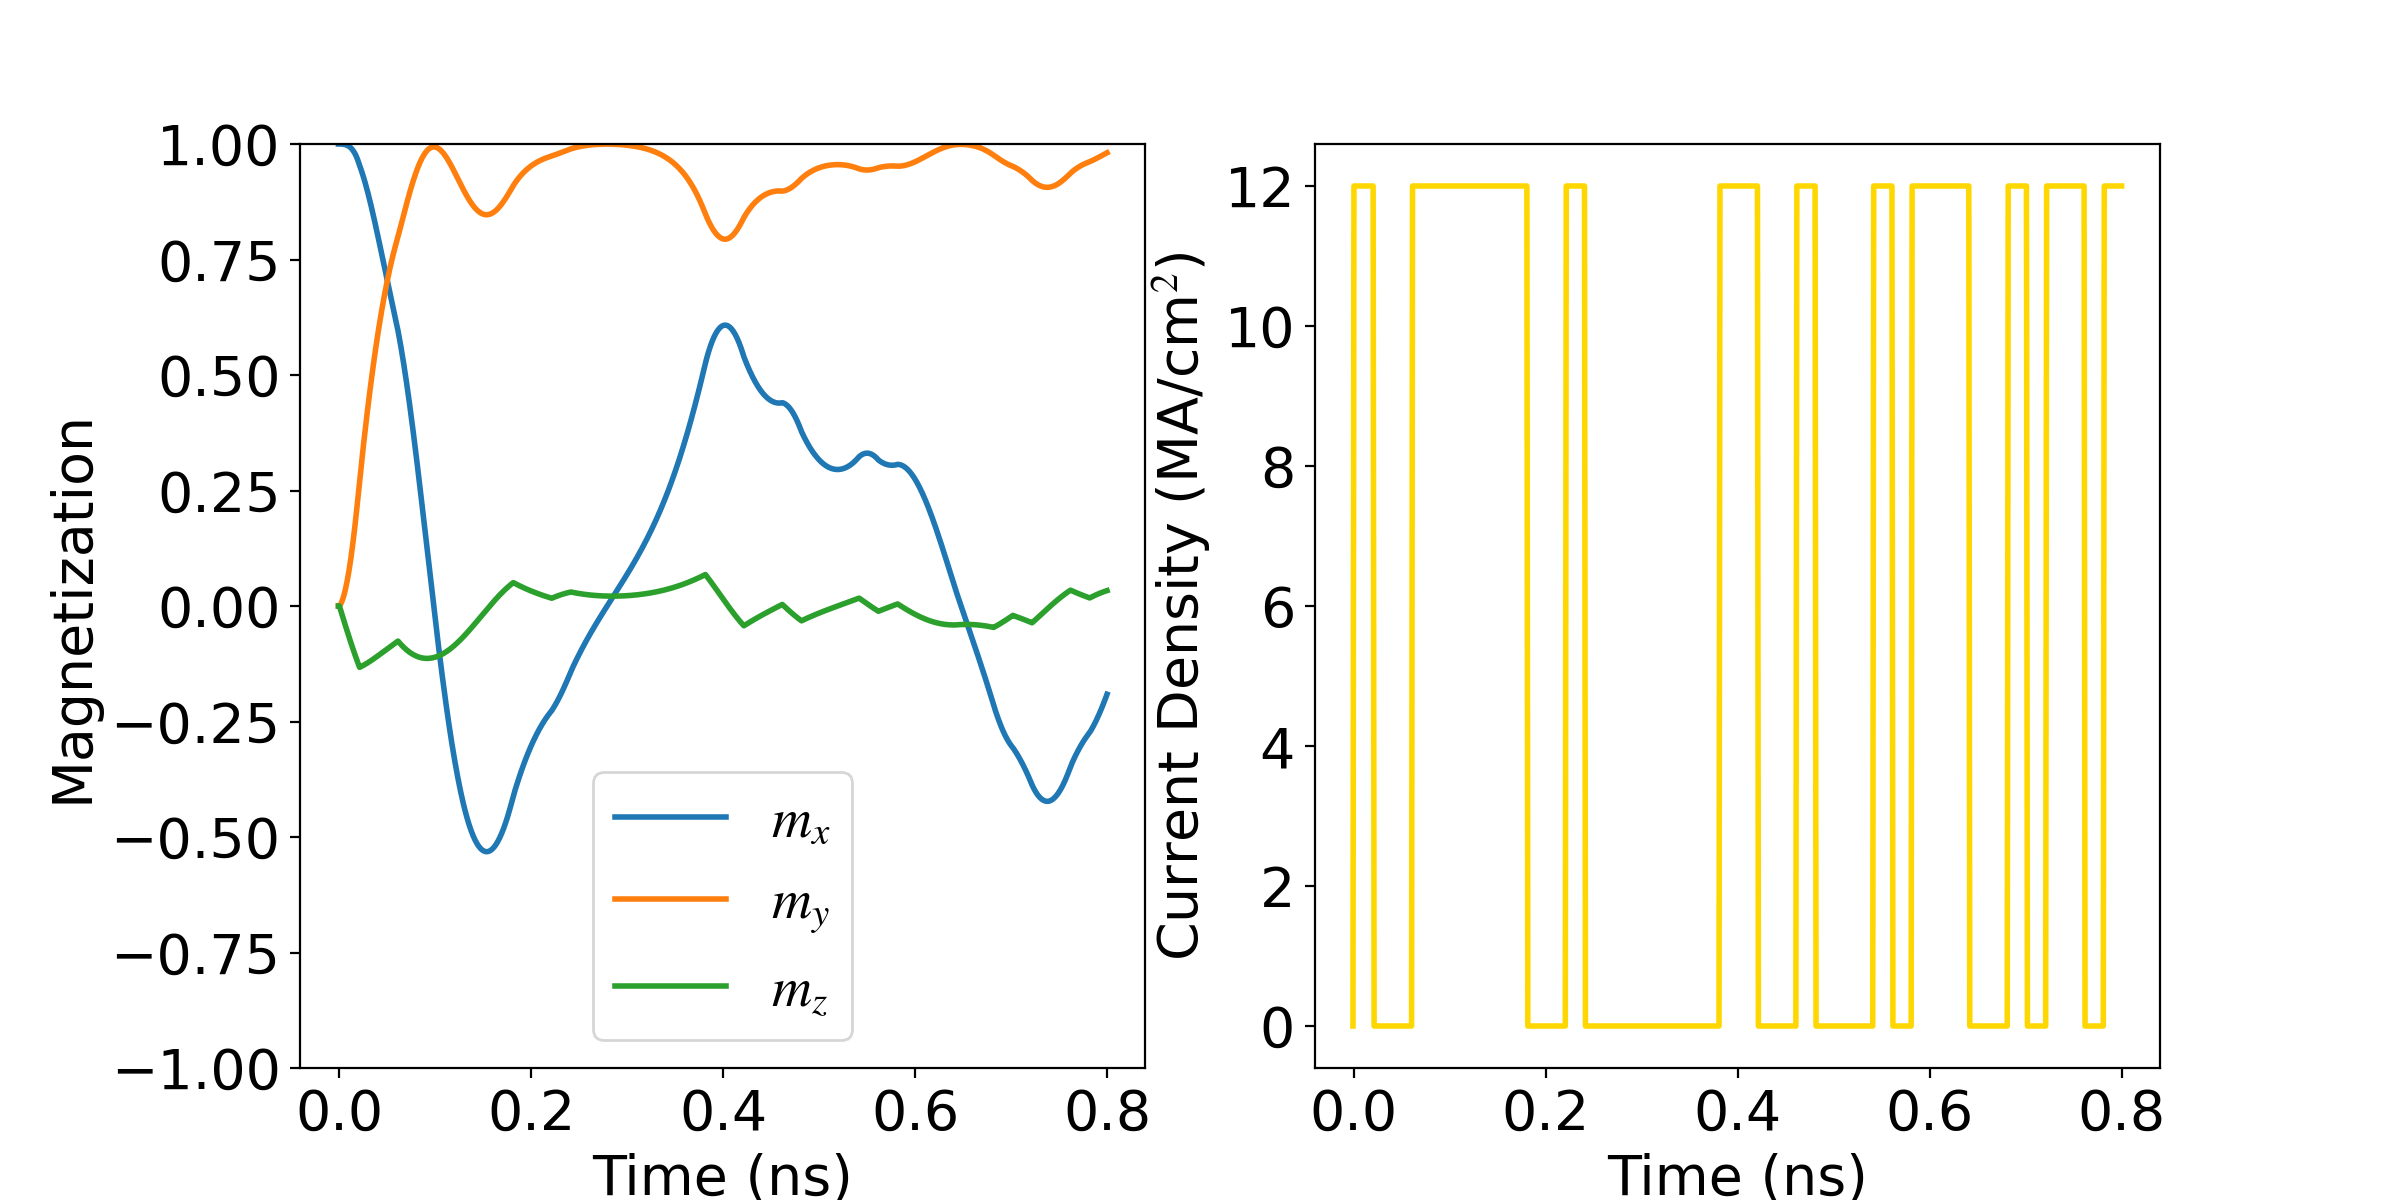 1.00
0.75
0.50
0.25
0.00
−0.25
−0.50
−0.75
−1.00
Magnetization
0.0 0.2 0.4 0.6 0.8
Time (ns)
m_x
m_y
m_z
12
10
8
6
4
2
0
Current Density (MA/cm²)
0.0 0.2 0.4 0.6 0.8
Time (ns)